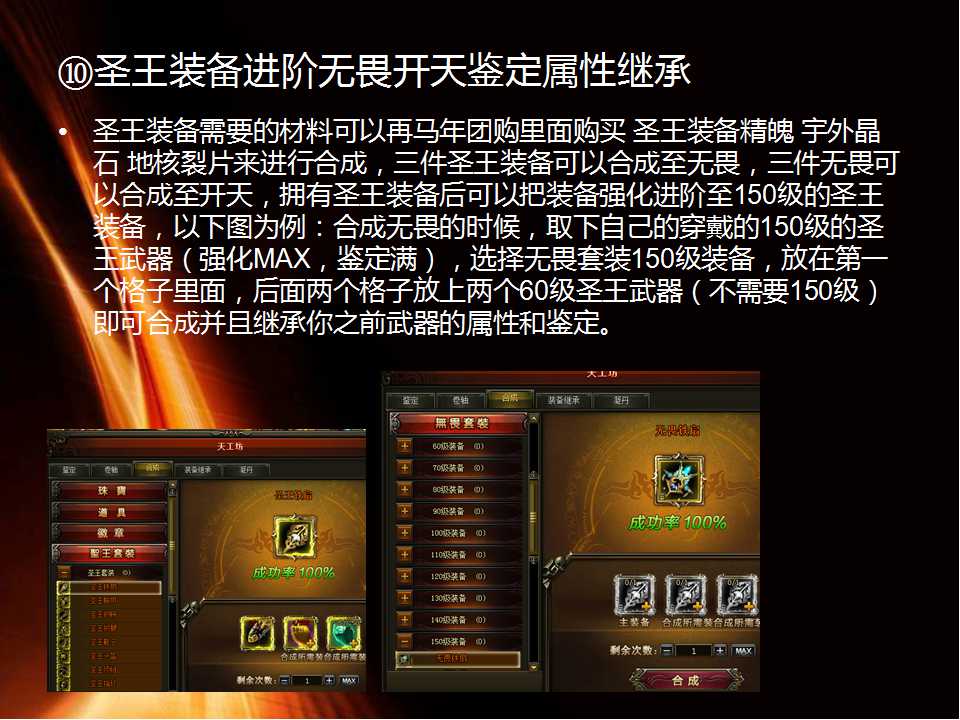 ⑩圣王装备进阶无畏开天鉴定属性继承
• 圣王装备需要的材料可以再马年团购里面购买 圣王装备精魄 宇外晶
石 地核裂片来进行合成，三件圣王装备可以合成至无畏，三件无畏可
以合成至开天，拥有圣王装备后可以把装备强化进阶至150级的圣王
装备，以下图为例：合成无畏的时候，取下自己的穿戴的150级的圣
王武器（强化MAX，鉴定满），选择无畏套装150级装备，放在第一
个格子里面，后面两个格子放上两个60级圣王武器（不需要150级）
即可合成并且继承你之前武器的属性和鉴定。
天工坊
鉴定 卷轴 合成 装备继承 凝丹
珠寶
道具
徽章
聖王套裝
圣王套装 (0)
圣王铁扇
成功率 100%
合成所需装 合成所需装
剩余次数: 1 MAX
天工坊
鉴定 卷轴 合成 装备继承 凝丹
無畏套裝
60级装备 (0)
70级装备 (0)
80级装备 (0)
90级装备 (0)
100级装备 (0)
110级装备 (0)
120级装备 (0)
130级装备 (0)
140级装备 (0)
150级装备 (0)
无畏铁扇
无畏铁扇
成功率 100%
0/1 0/1 0/1
主装备 合成所需装 合成所需装
剩余次数: 1 MAX
合成